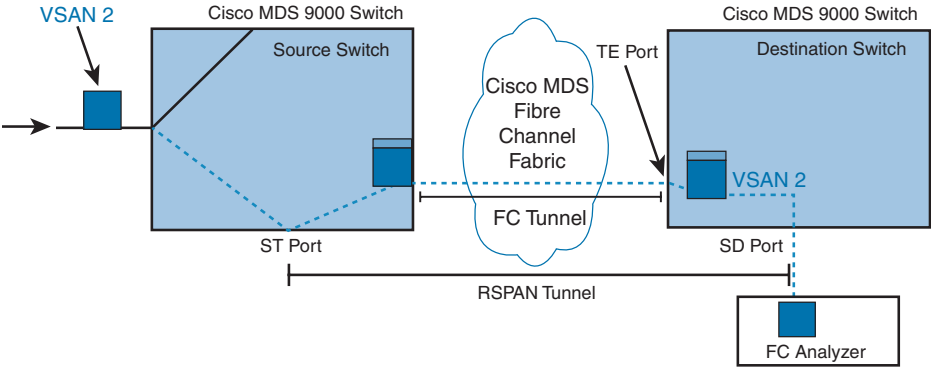 VSAN 2
Cisco MDS 9000 Switch
Cisco MDS 9000 Switch
Source Switch
Destination Switch
TE Port
Cisco MDS
Fibre
Channel
Fabric
VSAN 2
FC Tunnel
ST Port
SD Port
RSPAN Tunnel
FC Analyzer